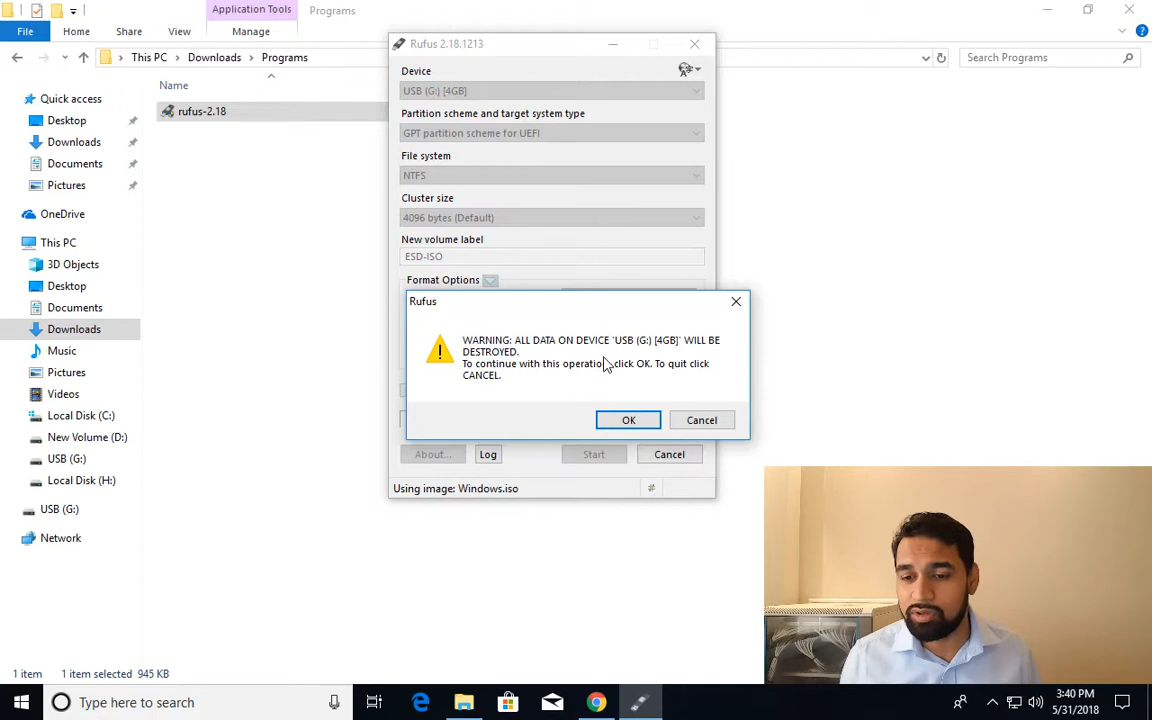 Application Tools
Programs
File
Home
Share
View
Manage
This PC
Downloads
Programs
Search Programs
Quick access
Desktop
Downloads
Documents
Pictures
OneDrive
This PC
3D Objects
Desktop
Documents
Downloads
Music
Pictures
Videos
Local Disk (C:)
New Volume (D:)
USB (G:)
Local Disk (H:)
USB (G:)
Network
Name
rufus-2.18
Rufus 2.18.1213
Device
USB (G:) [4GB]
Partition scheme and target system type
GPT partition scheme for UEFI
File system
NTFS
Cluster size
4096 bytes (Default)
New volume label
ESD-ISO
Format Options
Rufus
WARNING: ALL DATA ON DEVICE 'USB (G:) [4GB]' WILL BE
DESTROYED.
To continue with this operation, click OK. To quit click
CANCEL.
OK
Cancel
About...
Log
Start
Cancel
Using image: Windows.iso
#
1 item
1 item selected 945 KB
Type here to search
3:40 PM
5/31/2018